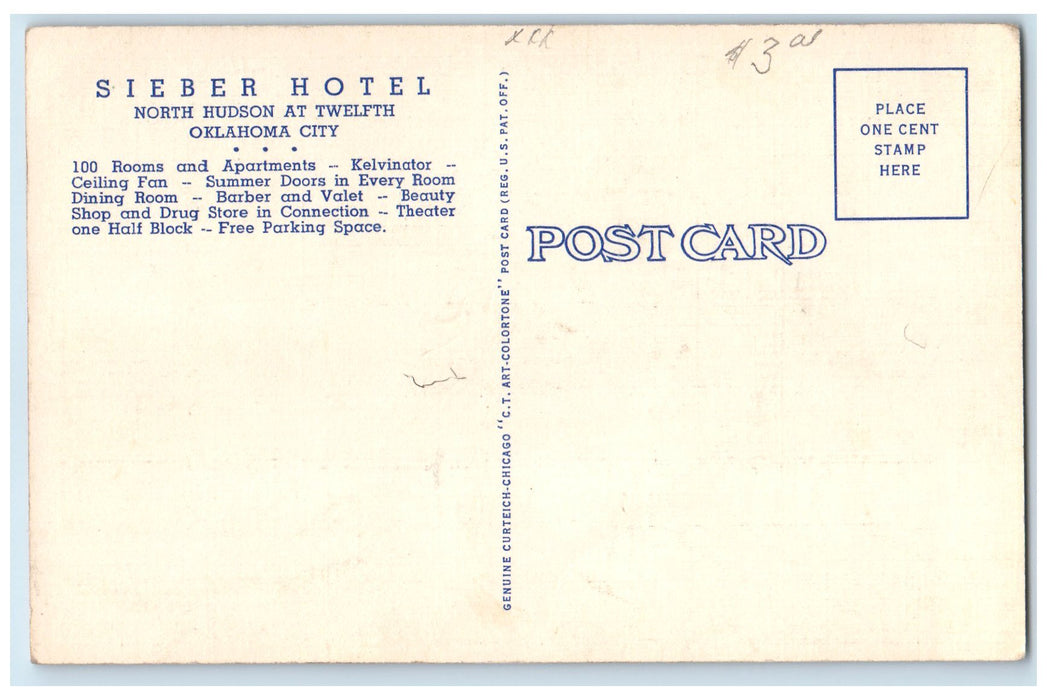 SIEBER HOTEL
NORTH HUDSON AT TWELFTH
OKLAHOMA CITY
• • •
100 Rooms and Apartments -- Kelvinator --
Ceiling Fan -- Summer Doors in Every Room
Dining Room -- Barber and Valet -- Beauty
Shop and Drug Store in Connection -- Theater
one Half Block -- Free Parking Space.
GENUINE CURTEICH-CHICAGO "C.T. ART-COLORTONE" POST CARD (REG. U.S. PAT. OFF.)
$3
POST CARD
PLACE
ONE CENT
STAMP
HERE